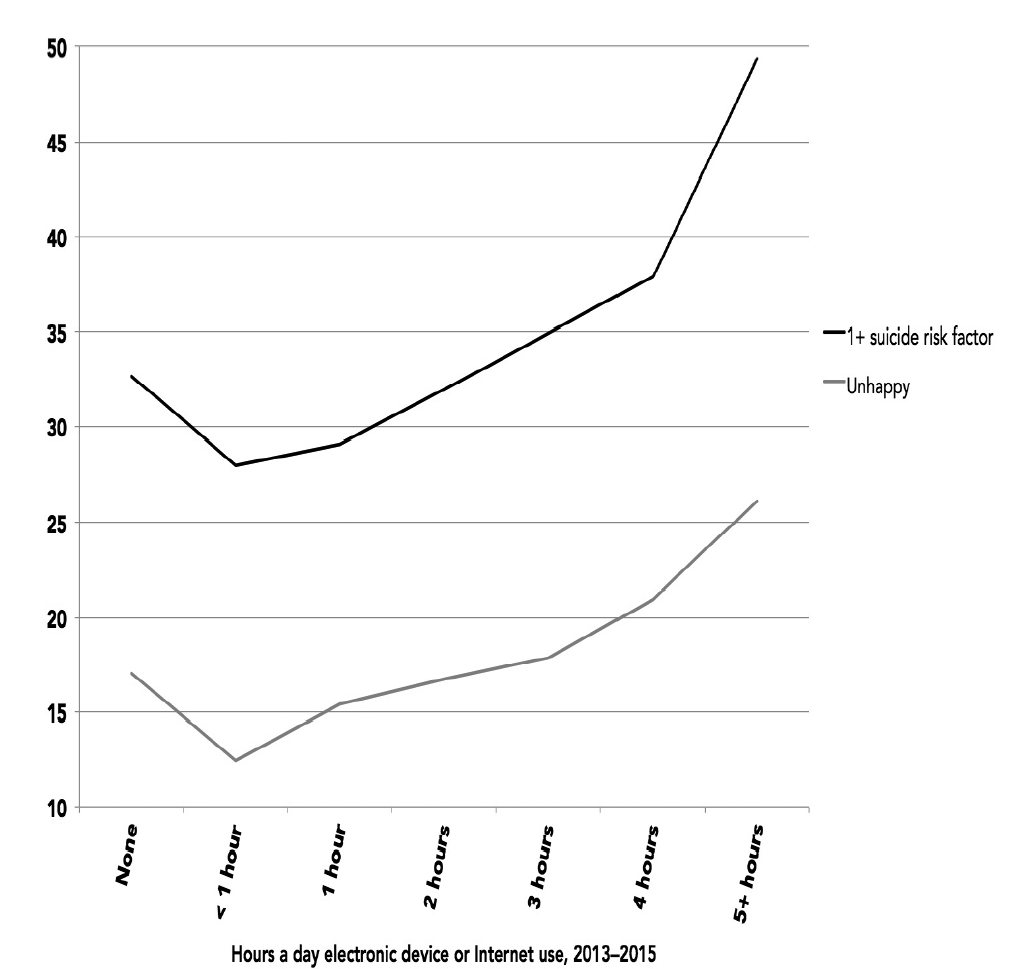 50
45
40
35
30
25
20
15
10
1+ suicide risk factor
Unhappy
None
< 1 hour
1 hour
2 hours
3 hours
4 hours
5+ hours
Hours a day electronic device or Internet use, 2013–2015